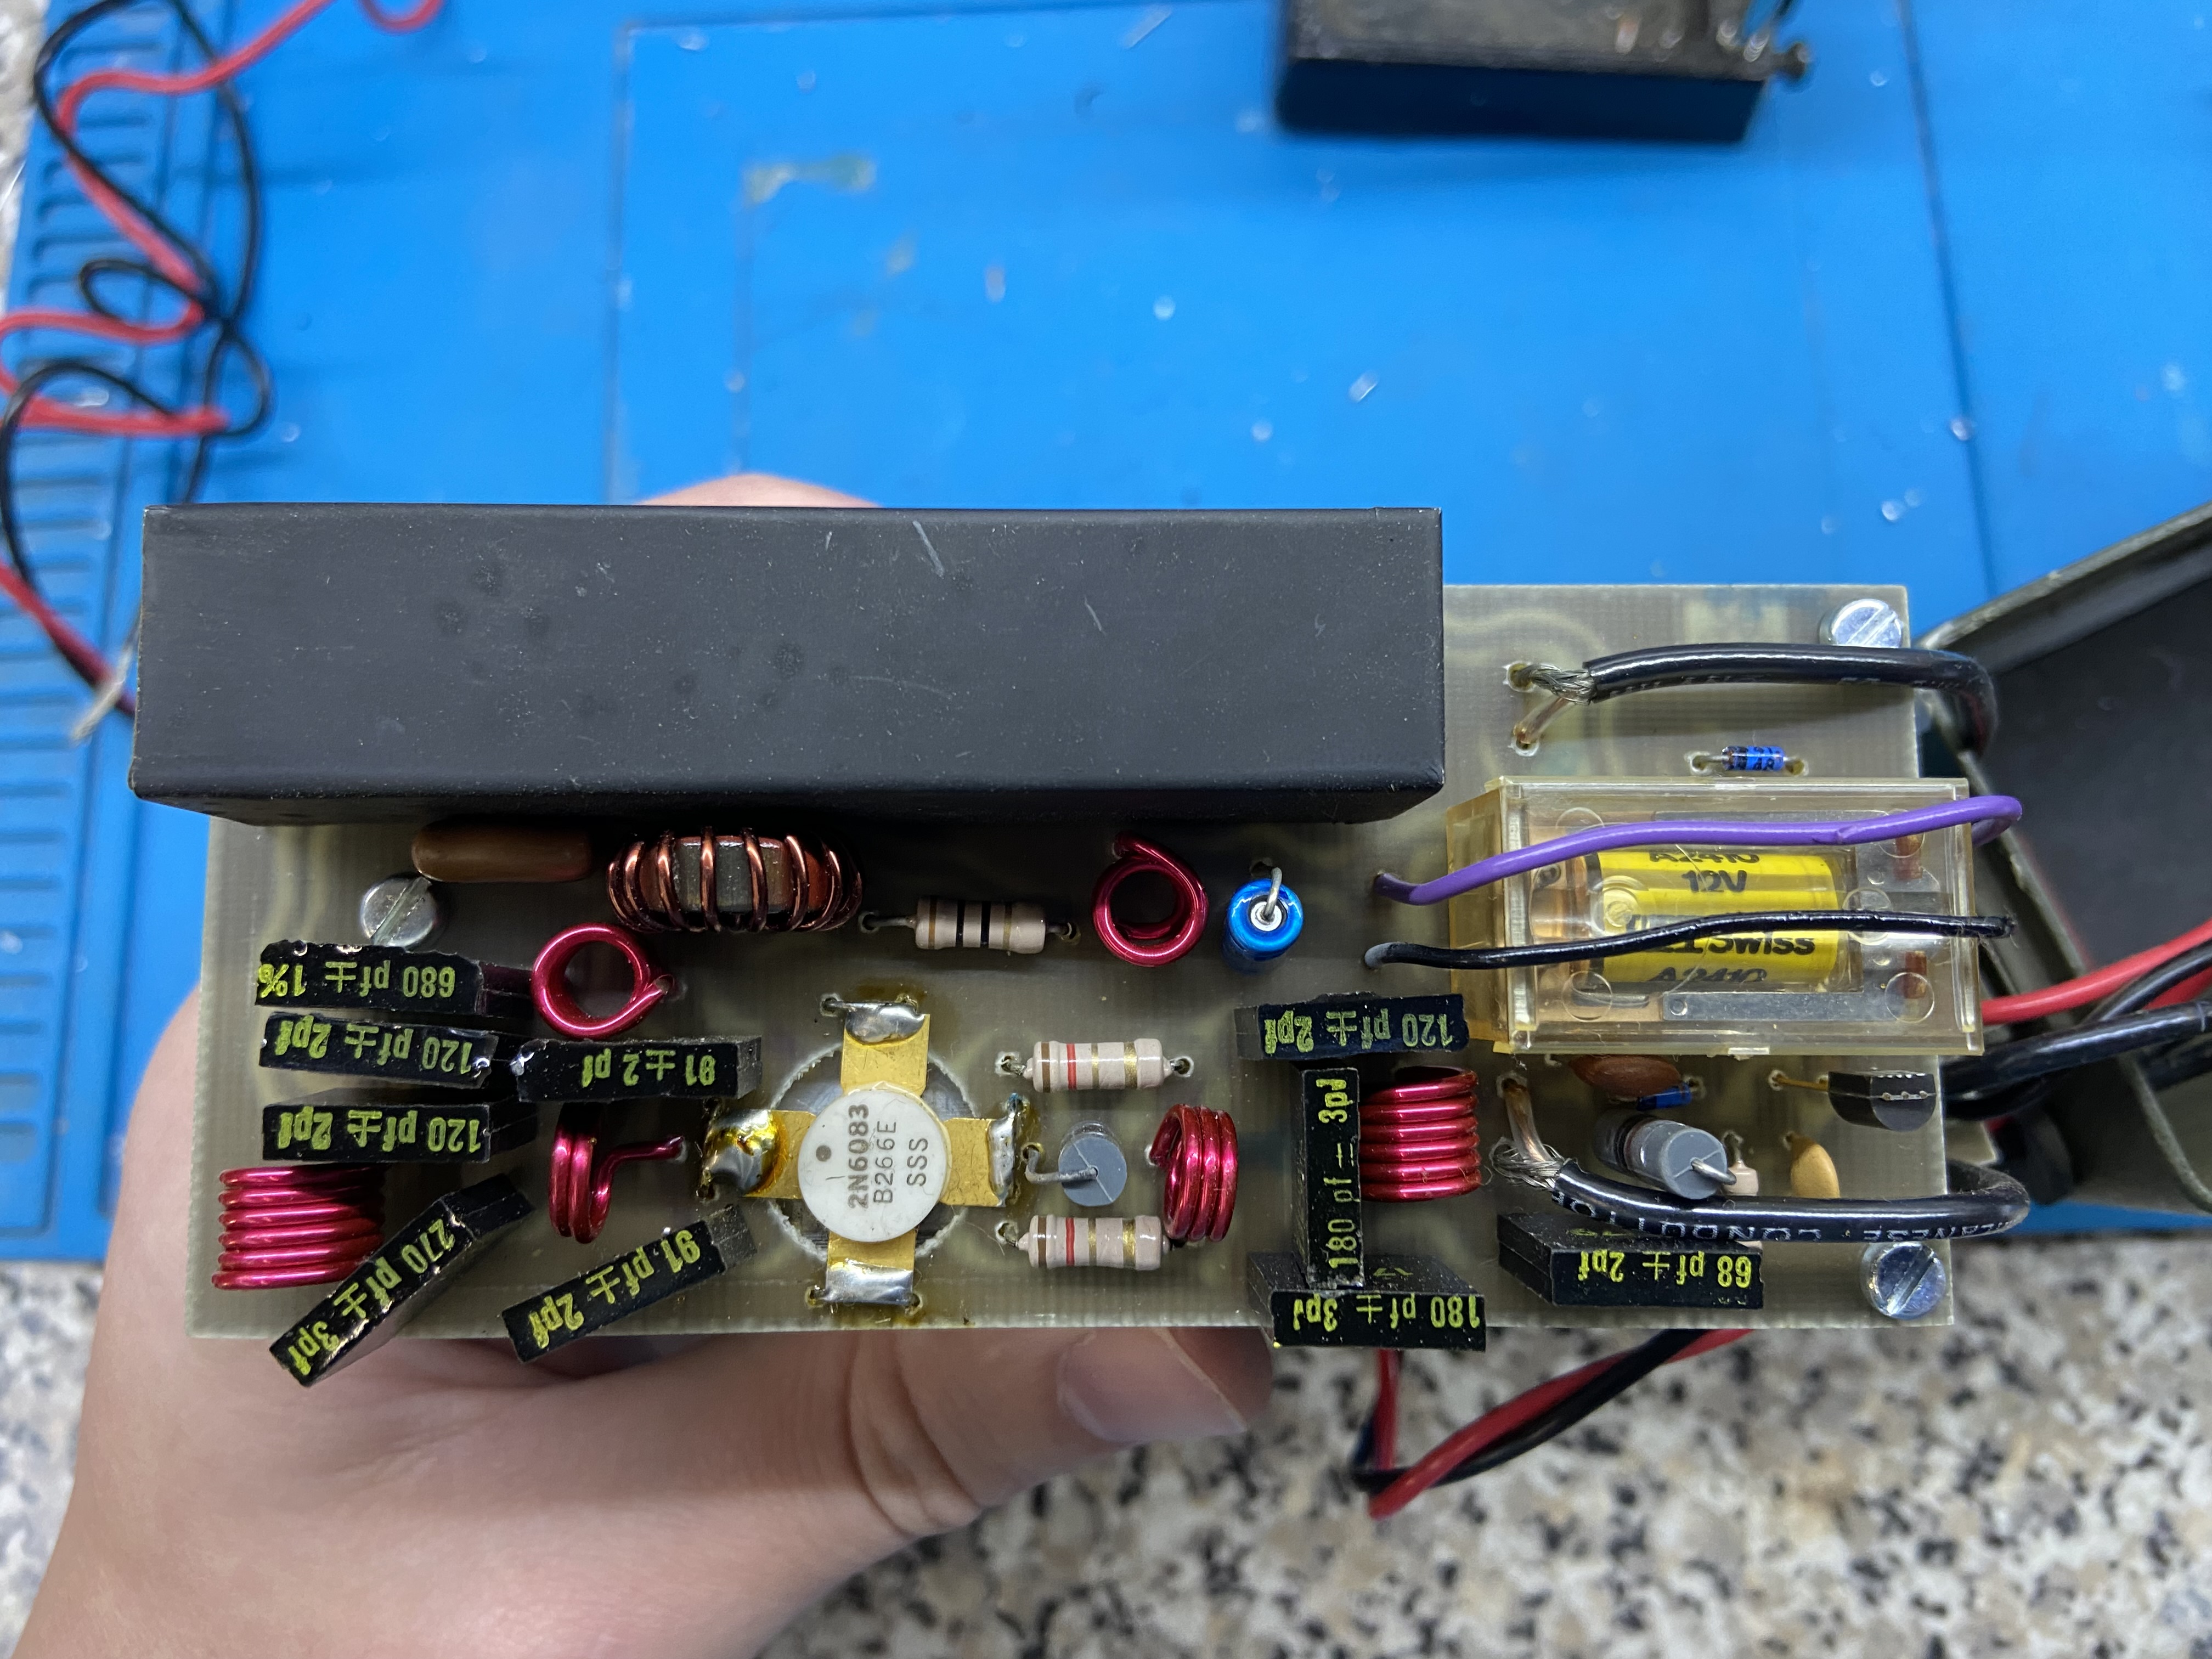 12V
68 pf ± 2pf
120 pf ± 2pf
180 pf ± 3pf
180 pf = 3pf
2N6083
B266E
SSS
91 ± 2 pf
91 pf ± 2pf
680 pf ± 1%
120 pf ± 2pf
120 pf ± 2pf
270 pf ± 3pf